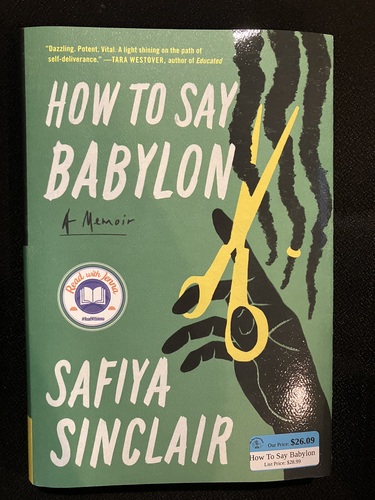 "Dazzling. Potent. Vital. A light shining on the path of
self-deliverance." —TARA WESTOVER, author of Educated
HOW TO SAY
BABYLON
A Memoir
Read with Jenna
#ReadWithJenna
SAFIYA
SINCLAIR
Our Price: $26.09
How To Say Babylon
List Price: $28.99